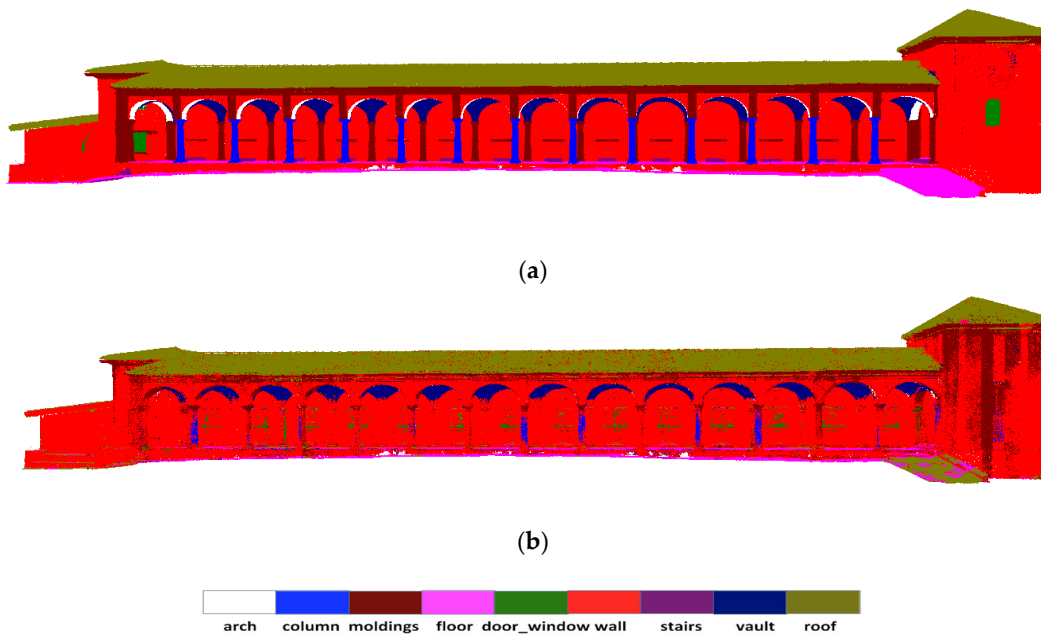 (a)
(b)
arch column moldings floor door_window wall stairs vault roof